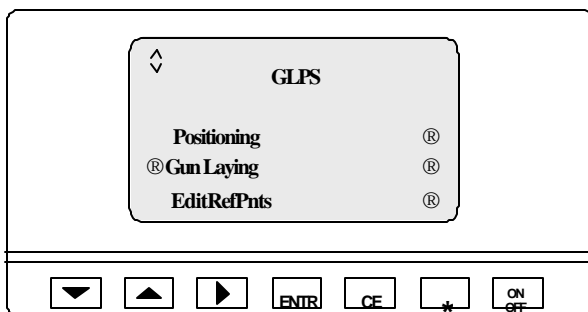 GLPS
Positioning ®
® Gun Laying ®
EditRefPnts ®
ENTR CE * ON
OFF